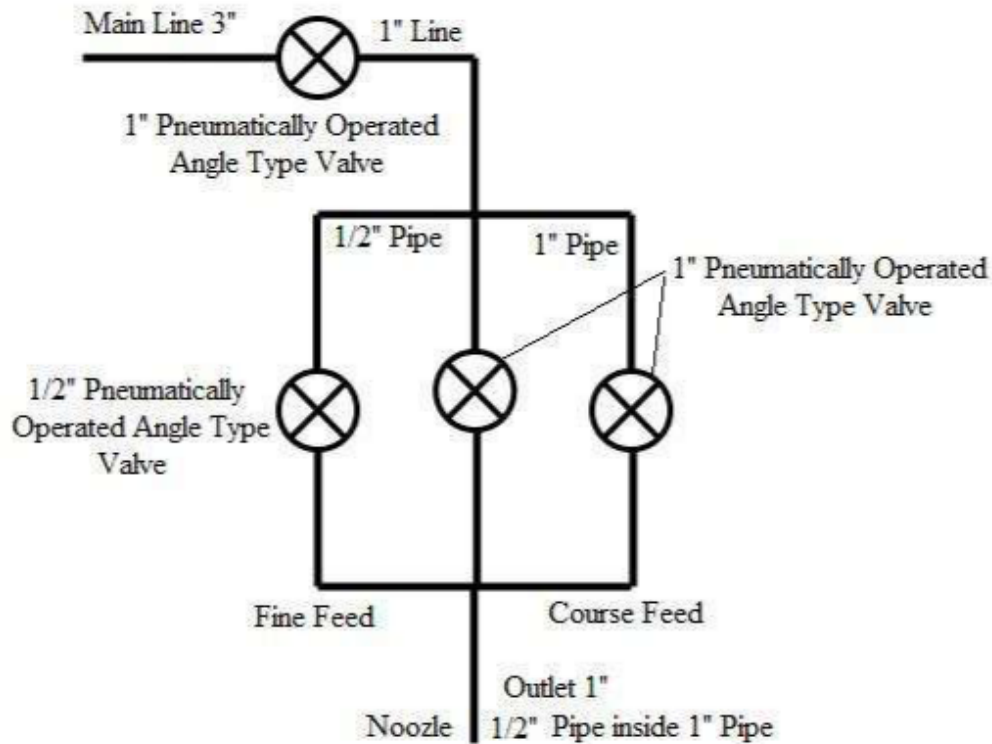 Main Line 3"
1" Line
1" Pneumatically Operated
Angle Type Valve
1/2" Pipe
1" Pipe
1" Pneumatically Operated
Angle Type Valve
1/2" Pneumatically
Operated Angle Type
Valve
Fine Feed
Course Feed
Outlet 1"
Noozle
1/2" Pipe inside 1" Pipe